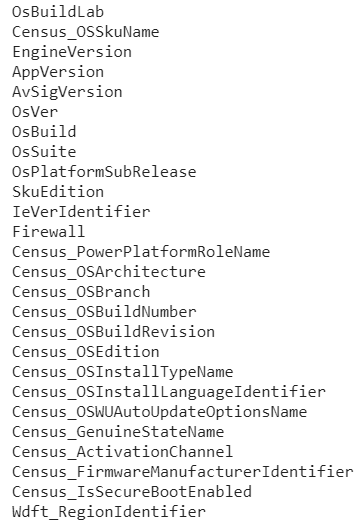 OsBuildLab
Census_OSSkuName
EngineVersion
AppVersion
AvSigVersion
OsVer
OsBuild
OsSuite
OsPlatformSubRelease
SkuEdition
IeVerIdentifier
Firewall
Census_PowerPlatformRoleName
Census_OSArchitecture
Census_OSBranch
Census_OSBuildNumber
Census_OSBuildRevision
Census_OSEdition
Census_OSInstallTypeName
Census_OSInstallLanguageIdentifier
Census_OSWUAutoUpdateOptionsName
Census_GenuineStateName
Census_ActivationChannel
Census_FirmwareManufacturerIdentifier
Census_IsSecureBootEnabled
Wdft_RegionIdentifier